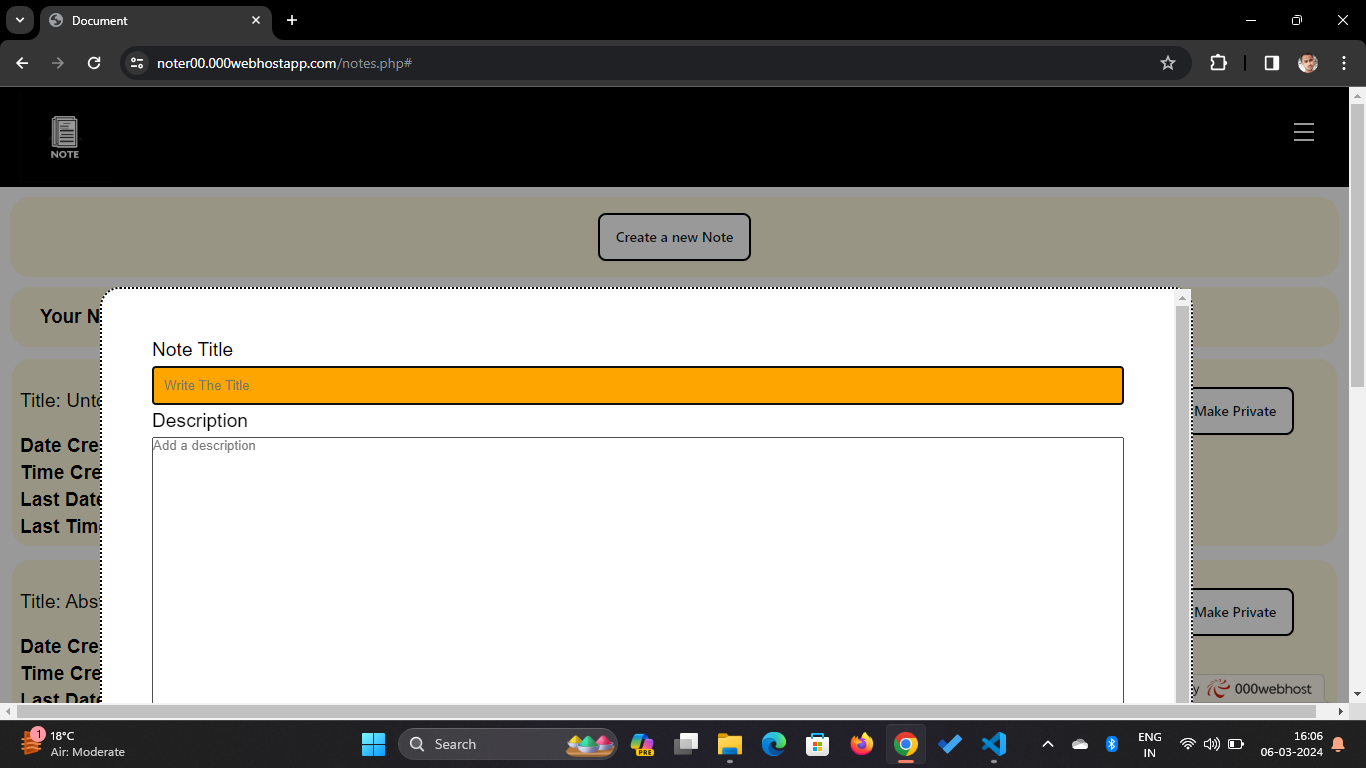 Document
noter00.000webhostapp.com/notes.php#
NOTE
Create a new Note
Your N
Note Title
Write The Title
Title: Unte
Make Private
Description
Add a description
Date Cre
Time Cre
Last Date
Last Tim
Title: Abs
Make Private
Date Cre
Time Cre
Last Date
y 000webhost
1
18°C
Air: Moderate
Search
PRE
ENG
IN
16:06
06-03-2024